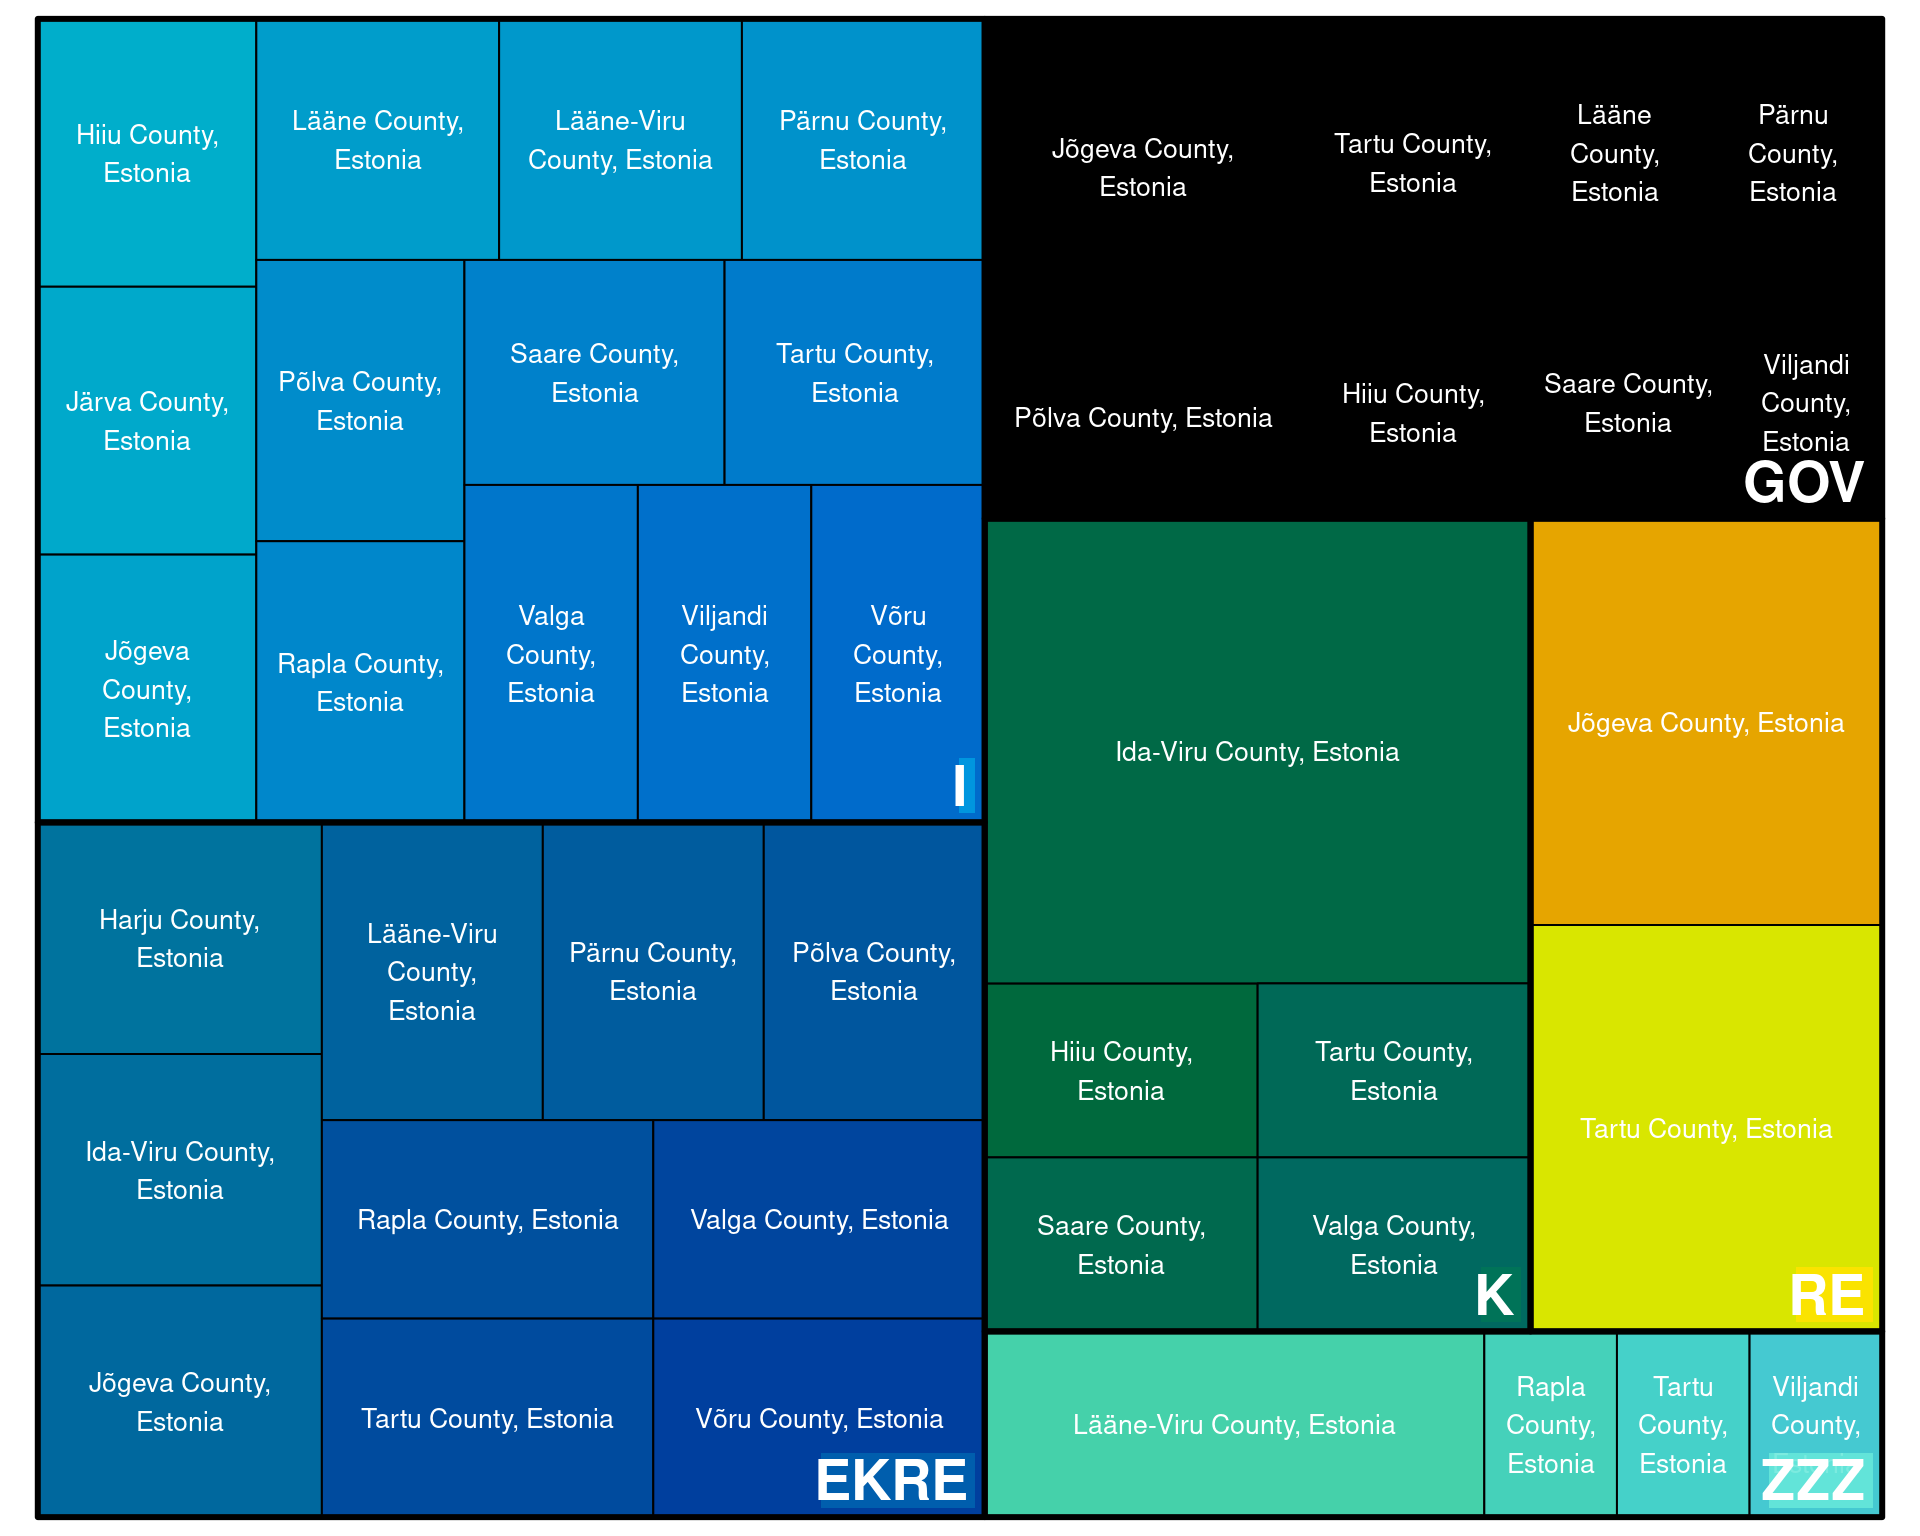 Hiiu County,
Estonia
Lääne County,
Estonia
Lääne-Viru
County, Estonia
Pärnu County,
Estonia
Järva County,
Estonia
Põlva County,
Estonia
Saare County,
Estonia
Tartu County,
Estonia
Jõgeva
County,
Estonia
Rapla County,
Estonia
Valga
County,
Estonia
Viljandi
County,
Estonia
Võru
County,
Estonia
I
Jõgeva County,
Estonia
Tartu County,
Estonia
Lääne
County,
Estonia
Pärnu
County,
Estonia
Põlva County, Estonia
Hiiu County,
Estonia
Saare County,
Estonia
Viljandi
County,
Estonia
GOV
Harju County,
Estonia
Lääne-Viru
County,
Estonia
Pärnu County,
Estonia
Põlva County,
Estonia
Ida-Viru County,
Estonia
Rapla County, Estonia
Valga County, Estonia
Jõgeva County,
Estonia
Tartu County, Estonia
Võru County, Estonia
EKRE
Ida-Viru County, Estonia
Hiiu County,
Estonia
Tartu County,
Estonia
Saare County,
Estonia
Valga County,
Estonia
K
Jõgeva County, Estonia
Tartu County, Estonia
RE
Lääne-Viru County, Estonia
Rapla
County,
Estonia
Tartu
County,
Estonia
Viljandi
County,
ZZZ